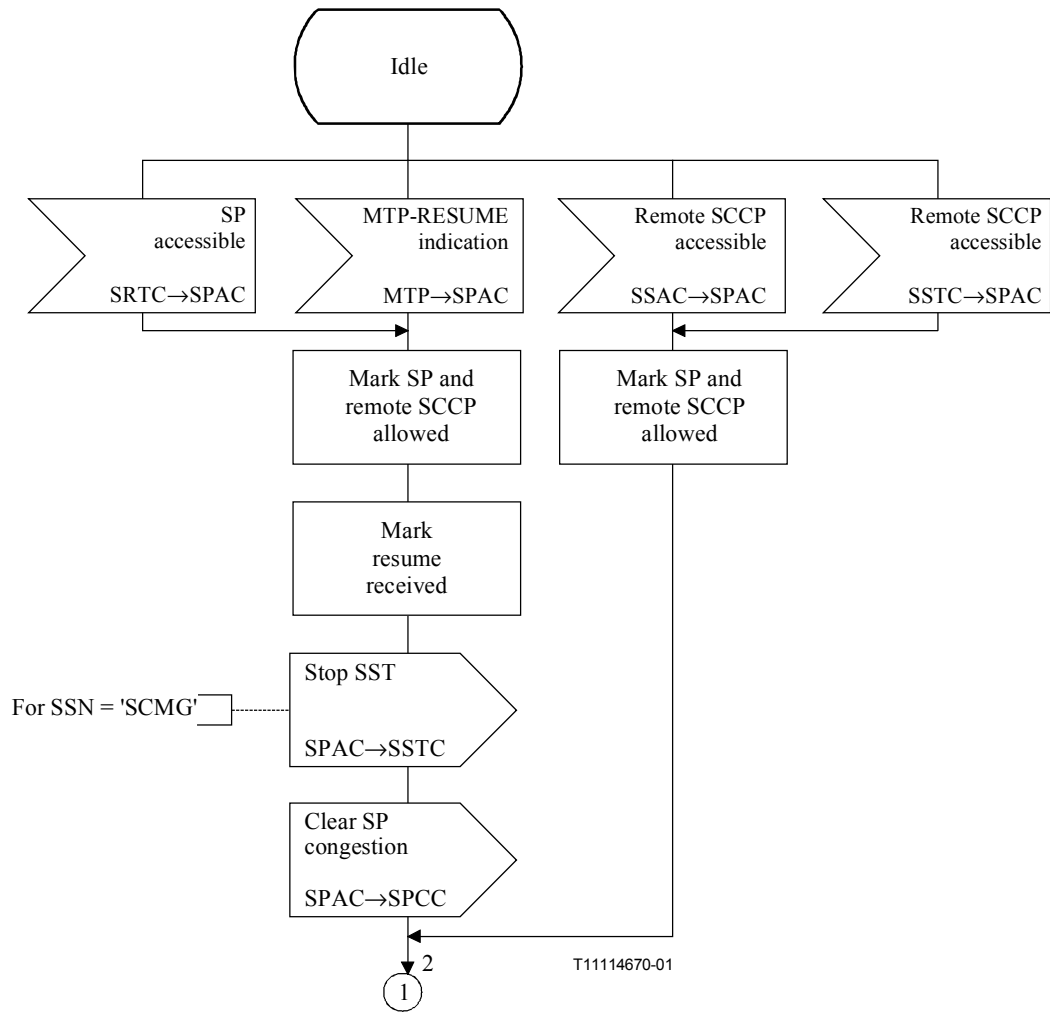 Idle
SP
accessible
SRTC→SPAC
MTP-RESUME
indication
MTP→SPAC
Remote SCCP
accessible
SSAC→SPAC
Remote SCCP
accessible
SSTC→SPAC
Mark SP and
remote SCCP
allowed
Mark SP and
remote SCCP
allowed
Mark
resume
received
Stop SST
SPAC→SSTC
For SSN = 'SCMG'
Clear SP
congestion
SPAC→SPCC
2
T11114670-01
1